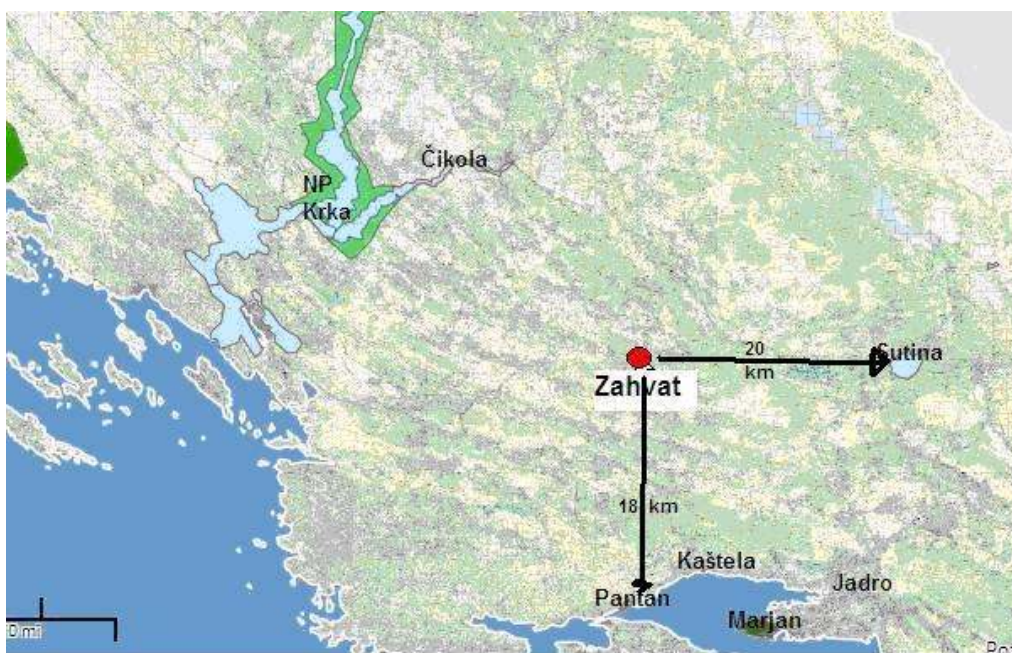 Čikola
NP
Krka
20
km
Sutina
Zahvat
18 km
Kaštela
Jadro
Pantan
Marjan